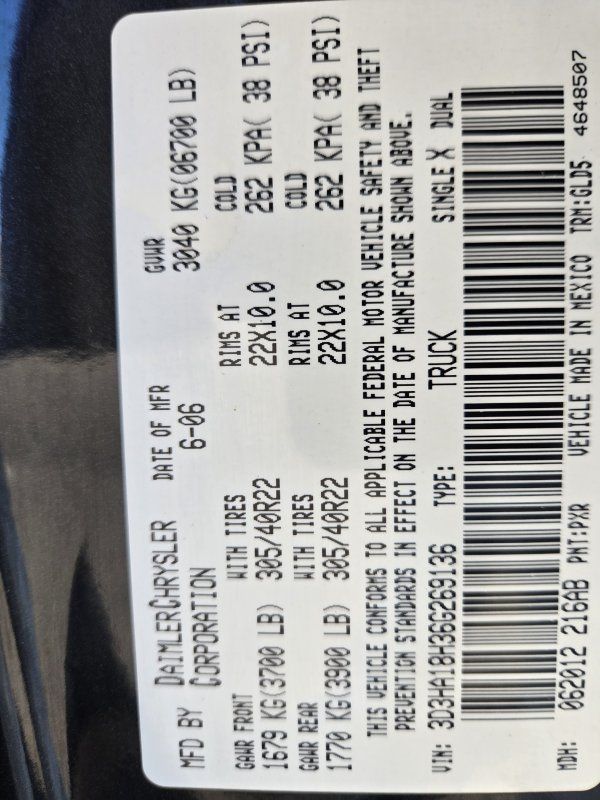 MFD BY DAIMLERCHRYSLER CORPORATION DATE OF MFR 6-06 GVWR 3040 KG(06700 LB)
GAWR FRONT WITH TIRES RIMS AT COLD
1679 KG(3700 LB) 305/40R22 22X10.0 262 KPA( 38 PSI)
GAWR REAR WITH TIRES RIMS AT COLD
1770 KG(3900 LB) 305/40R22 22X10.0 262 KPA( 38 PSI)
THIS VEHICLE CONFORMS TO ALL APPLICABLE FEDERAL MOTOR VEHICLE SAFETY AND THEFT
PREVENTION STANDARDS IN EFFECT ON THE DATE OF MANUFACTURE SHOWN ABOVE.
VIN: 3D3HA18H36G269136 TYPE: TRUCK SINGLE X DUAL
MDH: 062012 216AB PNT:PXR VEHICLE MADE IN MEXICO TRM:GLD5 4648507